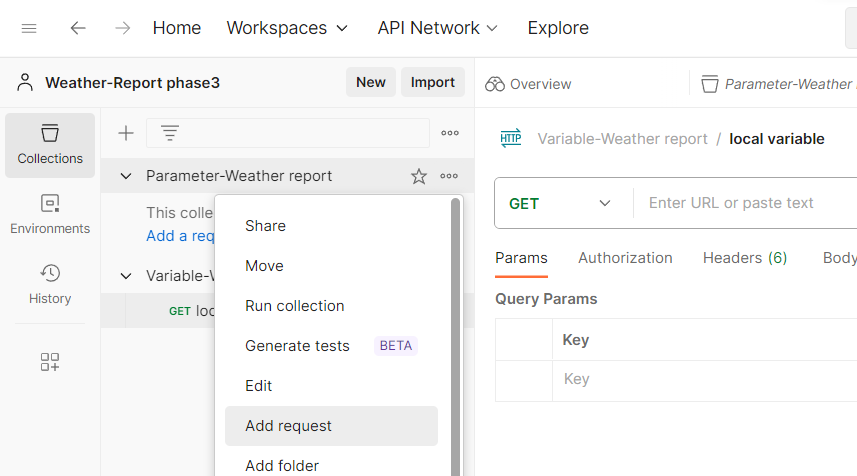 Home Workspaces API Network Explore
Weather-Report phase3 New Import
Overview Parameter-Weather
Collections
HTTP Variable-Weather report / local variable
Parameter-Weather report
This colle
Add a req
GET Enter URL or paste text
Environments
Share
Move
Variable-W
Params Authorization Headers (6) Body
History
GET loc
Run collection
Query Params
Generate tests BETA
Key
Edit
Key
Add request
Add folder